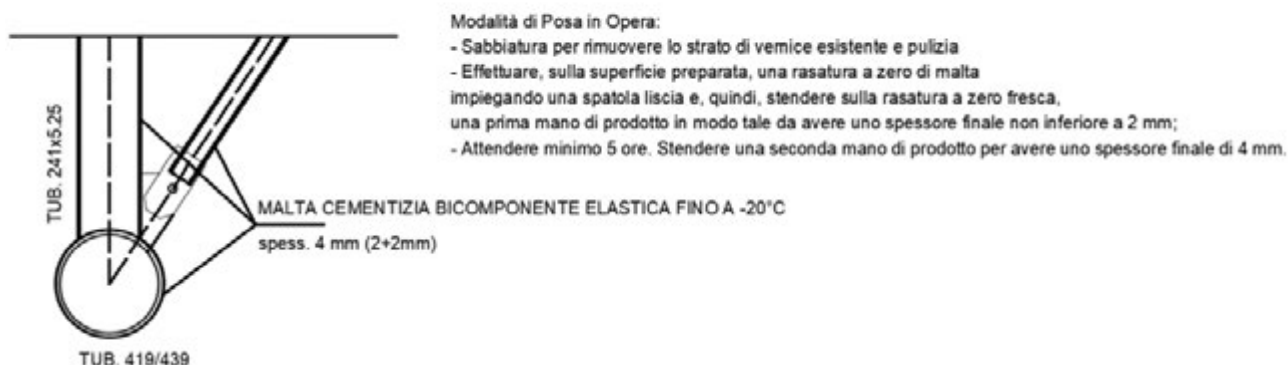 Modalità di Posa in Opera:
- Sabbiatura per rimuovere lo strato di vernice esistente e pulizia
- Effettuare, sulla superficie preparata, una rasatura a zero di malta
impiegando una spatola liscia e, quindi, stendere sulla rasatura a zero fresca,
una prima mano di prodotto in modo tale da avere uno spessore finale non inferiore a 2 mm;
- Attendere minimo 5 ore. Stendere una seconda mano di prodotto per avere uno spessore finale di 4 mm.
TUB. 241x5.25
MALTA CEMENTIZIA BICOMPONENTE ELASTICA FINO A -20°C
spess. 4 mm (2+2mm)
TUB. 419/439